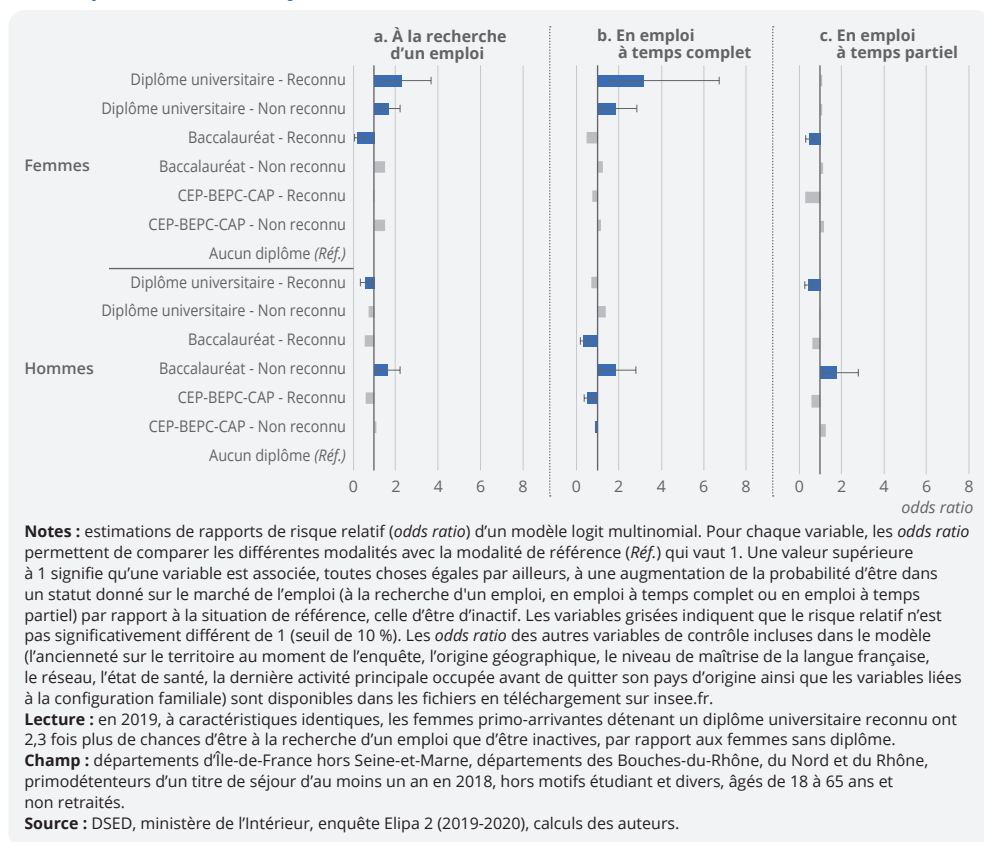 a. À la recherche
d'un emploi
b. En emploi
à temps complet
c. En emploi
à temps partiel
Femmes
Diplôme universitaire - Reconnu
Diplôme universitaire - Non reconnu
Baccalauréat - Reconnu
Baccalauréat - Non reconnu
CEP-BEPC-CAP - Reconnu
CEP-BEPC-CAP - Non reconnu
Aucun diplôme (Réf.)
Hommes
Diplôme universitaire - Reconnu
Diplôme universitaire - Non reconnu
Baccalauréat - Reconnu
Baccalauréat - Non reconnu
CEP-BEPC-CAP - Reconnu
CEP-BEPC-CAP - Non reconnu
Aucun diplôme (Réf.)
0 2 4 6 8 0 2 4 6 8 0 2 4 6 8
odds ratio
Notes : estimations de rapports de risque relatif (odds ratio) d'un modèle logit multinomial. Pour chaque variable, les odds ratio
permettent de comparer les différentes modalités avec la modalité de référence (Réf.) qui vaut 1. Une valeur supérieure
à 1 signifie qu'une variable est associée, toutes choses égales par ailleurs, à une augmentation de la probabilité d'être dans
un statut donné sur le marché de l'emploi (à la recherche d'un emploi, en emploi à temps complet ou en emploi à temps
partiel) par rapport à la situation de référence, celle d'être d'inactif. Les variables grisées indiquent que le risque relatif n'est
pas significativement différent de 1 (seuil de 10 %). Les odds ratio des autres variables de contrôle incluses dans le modèle
(l'ancienneté sur le territoire au moment de l'enquête, l'origine géographique, le niveau de maîtrise de la langue française,
le réseau, l'état de santé, la dernière activité principale occupée avant de quitter son pays d'origine ainsi que les variables liées
à la configuration familiale) sont disponibles dans les fichiers en téléchargement sur insee.fr.
Lecture : en 2019, à caractéristiques identiques, les femmes primo-arrivantes détenant un diplôme universitaire reconnu ont
2,3 fois plus de chances d'être à la recherche d'un emploi que d'être inactives, par rapport aux femmes sans diplôme.
Champ : départements d'Île-de-France hors Seine-et-Marne, départements des Bouches-du-Rhône, du Nord et du Rhône,
primodétenteurs d'un titre de séjour d'au moins un an en 2018, hors motifs étudiant et divers, âgés de 18 à 65 ans et
non retraités.
Source : DSED, ministère de l'Intérieur, enquête Elipa 2 (2019-2020), calculs des auteurs.